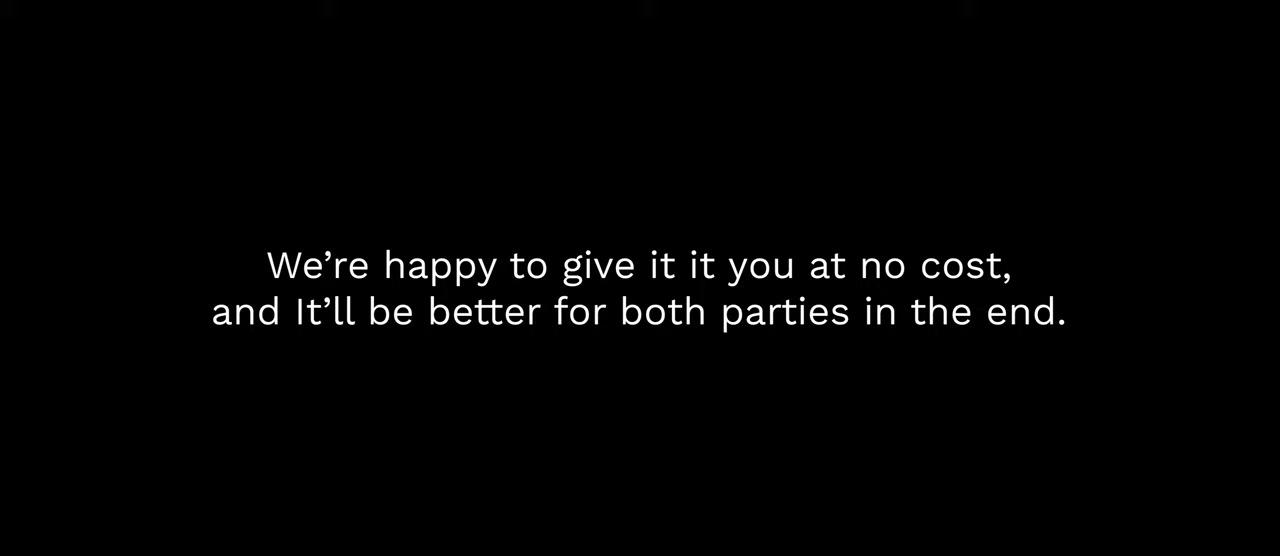 We’re happy to give it it you at no cost,
and It’ll be better for both parties in the end.